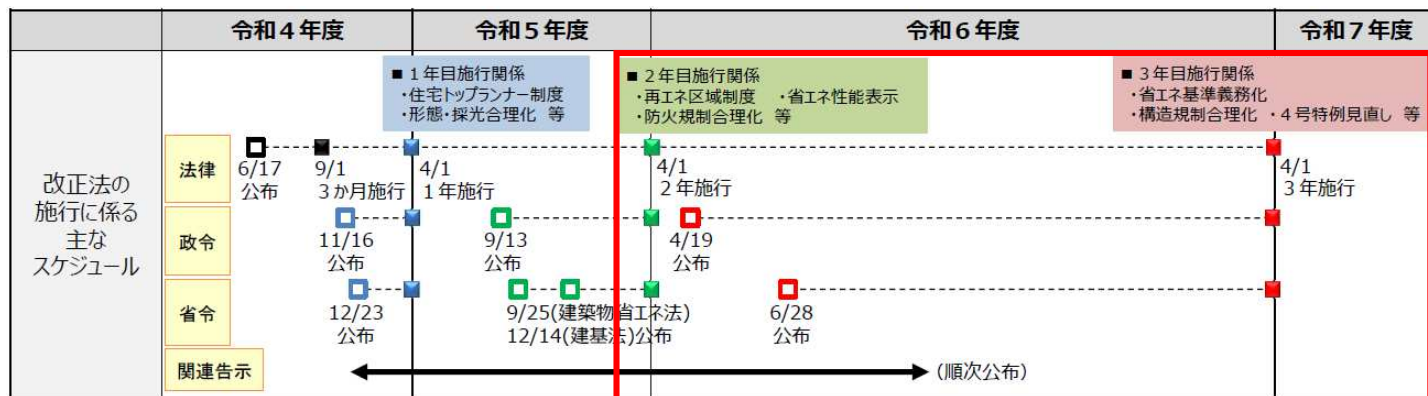 令和４年度
令和５年度
令和６年度
令和７年度
改正法の
施行に係る
主な
スケジュール
■１年目施行関係
・住宅トップランナー制度
・形態・採光合理化 等
■２年目施行関係
・再エネ区域制度 ・省エネ性能表示
・防火規制合理化 等
■３年目施行関係
・省エネ基準義務化
・構造規制合理化 ・４号特例見直し 等
法律
6/17
公布
9/1
３か月施行
4/1
１年施行
4/1
２年施行
4/1
３年施行
政令
11/16
公布
9/13
公布
4/19
公布
省令
12/23
公布
9/25(建築物省エネ法)
12/14(建基法)公布
6/28
公布
関連告示
(順次公布)